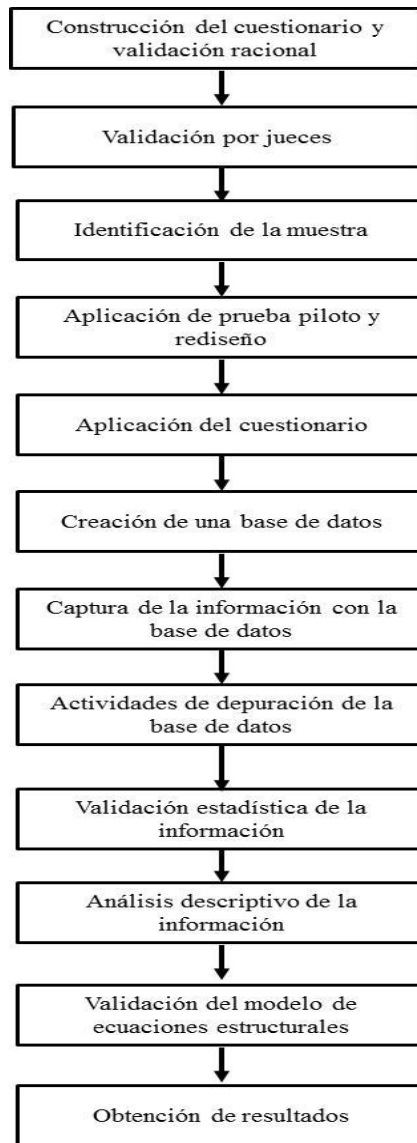 Construcción del cuestionario y
validación racional
Validación por jueces
Identificación de la muestra
Aplicación de prueba piloto y
rediseño
Aplicación del cuestionario
Creación de una base de datos
Captura de la información con la
base de datos
Actividades de depuración de la
base de datos
Validación estadística de la
información
Análisis descriptivo de la
información
Validación del modelo de
ecuaciones estructurales
Obtención de resultados